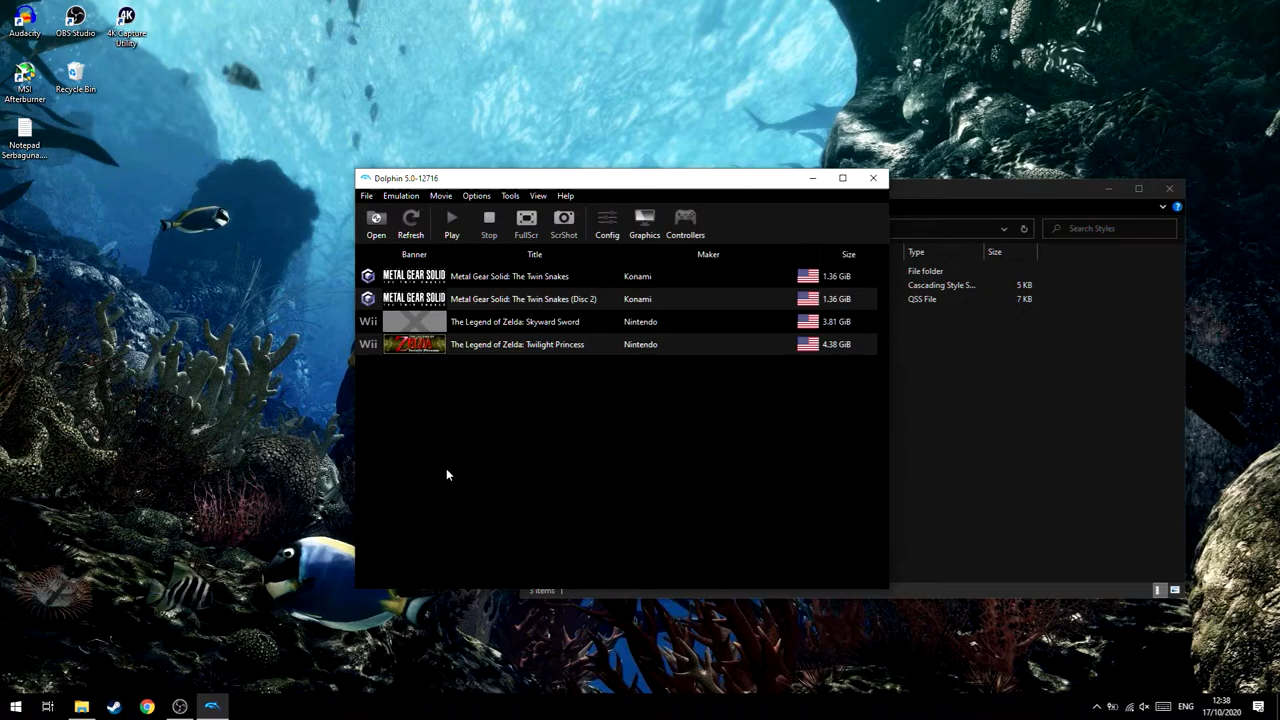 Audacity
OBS Studio
4K Capture
Utility
MSI
Afterburner
Recycle Bin
Notepad
Serbaguna....
Dolphin 5.0-12716
File Emulation Movie Options Tools View Help
Open Refresh Play Stop FullScr ScrShot Config Graphics Controllers
Banner Title Maker Size
METAL GEAR SOLID Metal Gear Solid: The Twin Snakes Konami 1.36 GiB
METAL GEAR SOLID Metal Gear Solid: The Twin Snakes (Disc 2) Konami 1.36 GiB
Wii The Legend of Zelda: Skyward Sword Nintendo 3.81 GiB
Wii ZELDA The Legend of Zelda: Twilight Princess Nintendo 4.38 GiB
Search Styles
Type Size
File folder
Cascading Style S... 5 KB
QSS File 7 KB
3 items
ENG
12:38
17/10/2020